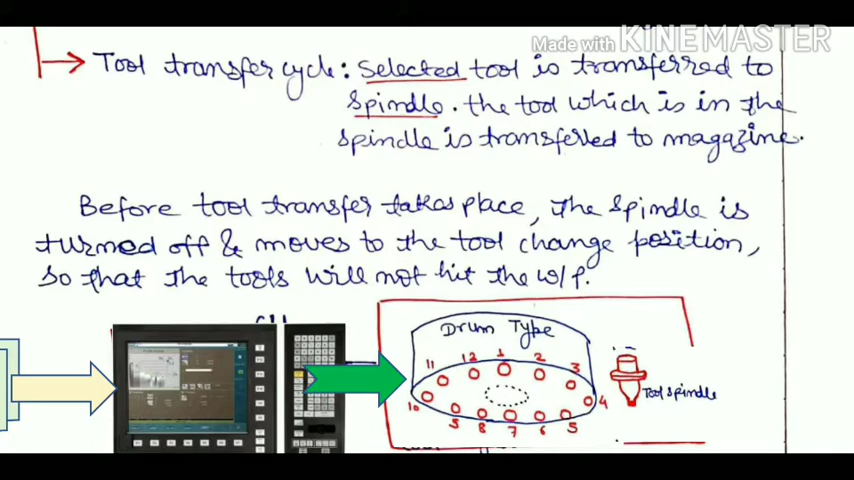 Made with KINEMASTER
Tool transfer cycle: Selected tool is transferred to
spindle. the tool which is in the
spindle is transferred to magazine.
Before tool transfer takes place, the spindle is
turned off & moves to the tool change position,
so that the tools will not hit the w/p.
Drum Type
11 12 1 2 3
10 4
5 8 7 6 5
Tool spindle